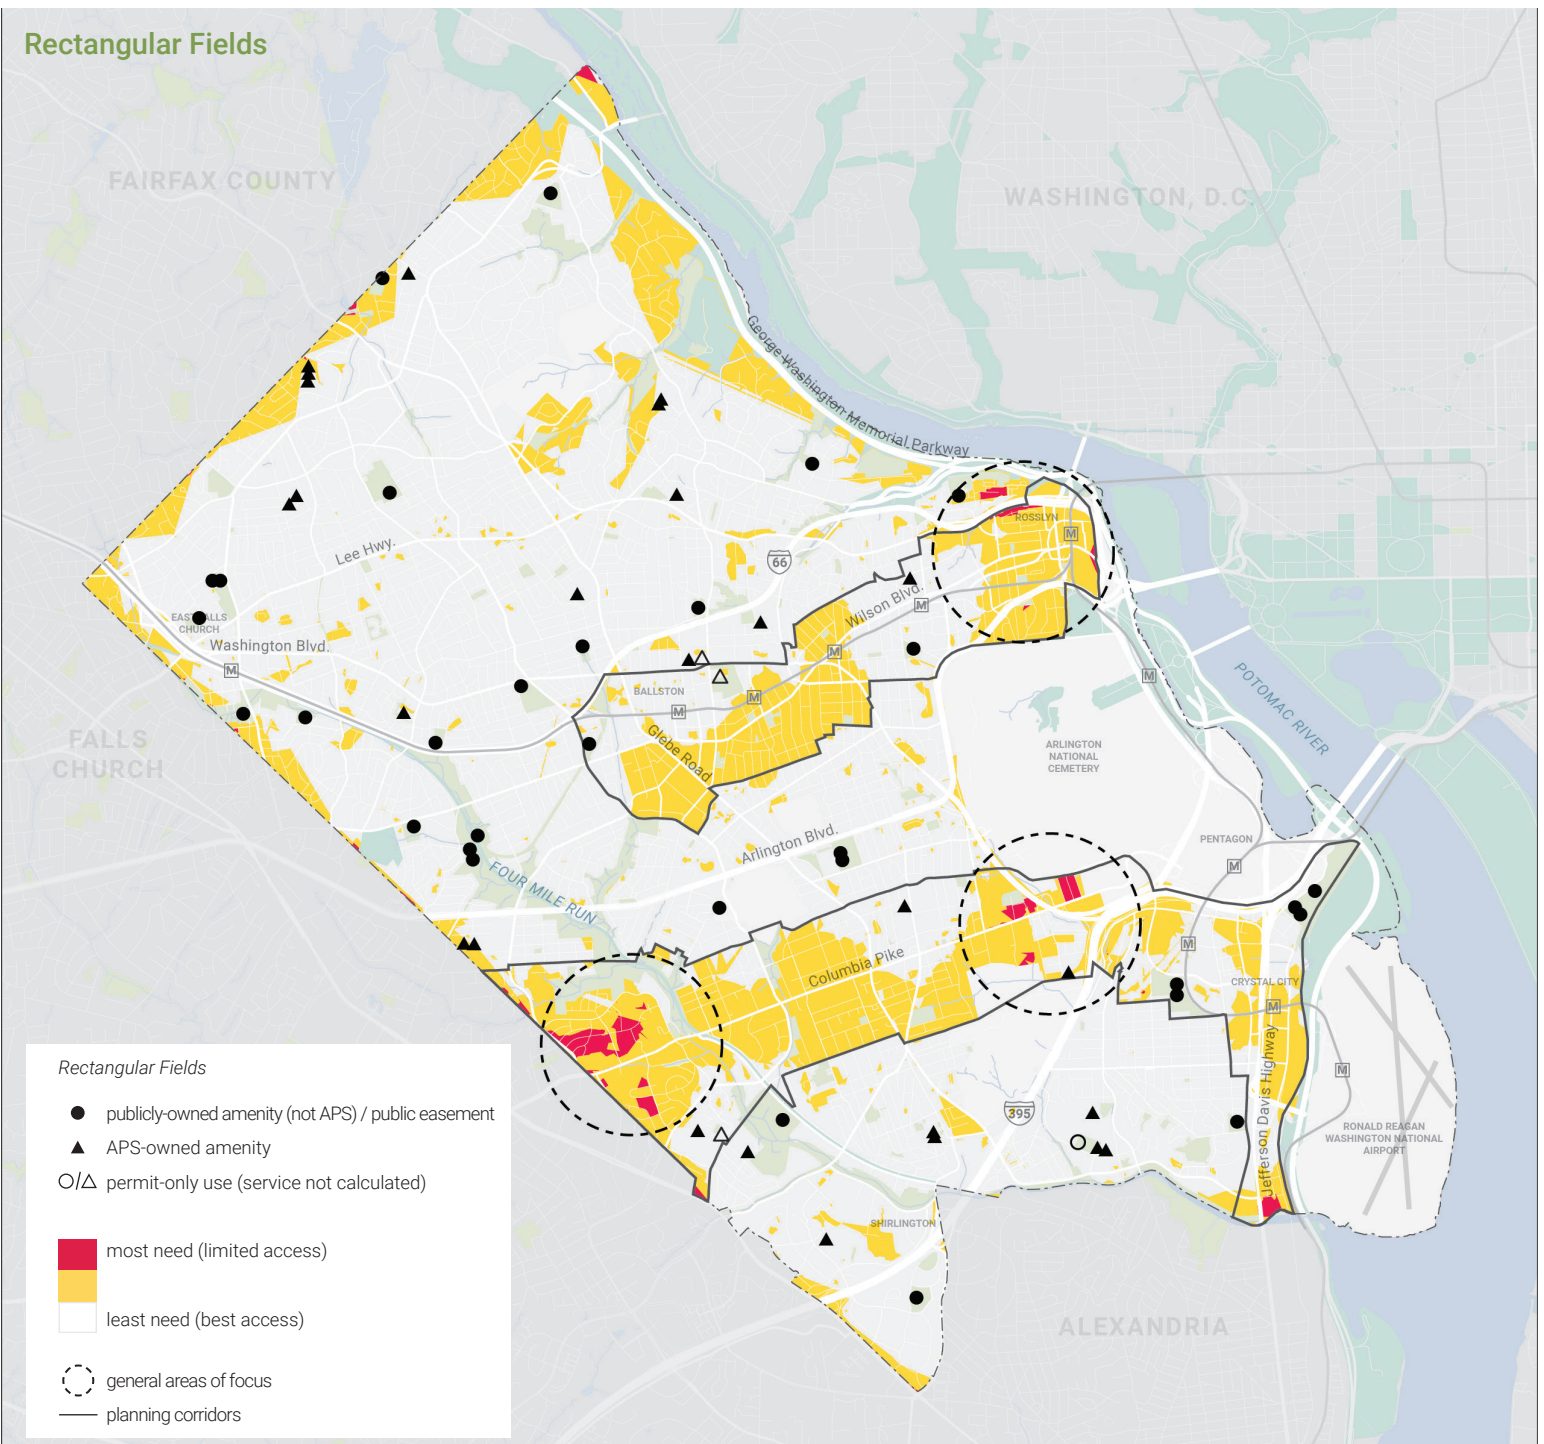 Rectangular Fields
FAIRFAX COUNTY
WASHINGTON, D.C.
George Washington Memorial Parkway
ROSSLYN
M
Lee Hwy.
66
Wilson Blvd.
M
EAST FALLS
CHURCH
Washington Blvd.
M
M
BALLSTON
M
M
M
Glebe Road
POTOMAC RIVER
FALLS
CHURCH
ARLINGTON
NATIONAL
CEMETERY
Arlington Blvd.
PENTAGON
M
FOUR MILE RUN
Columbia Pike
M
CRYSTAL CITY
M
Jefferson Davis Highway
M
395
RONALD REAGAN
WASHINGTON NATIONAL
AIRPORT
SHIRLINGTON
ALEXANDRIA
Rectangular Fields
publicly-owned amenity (not APS) / public easement
APS-owned amenity
permit-only use (service not calculated)
most need (limited access)
least need (best access)
general areas of focus
planning corridors